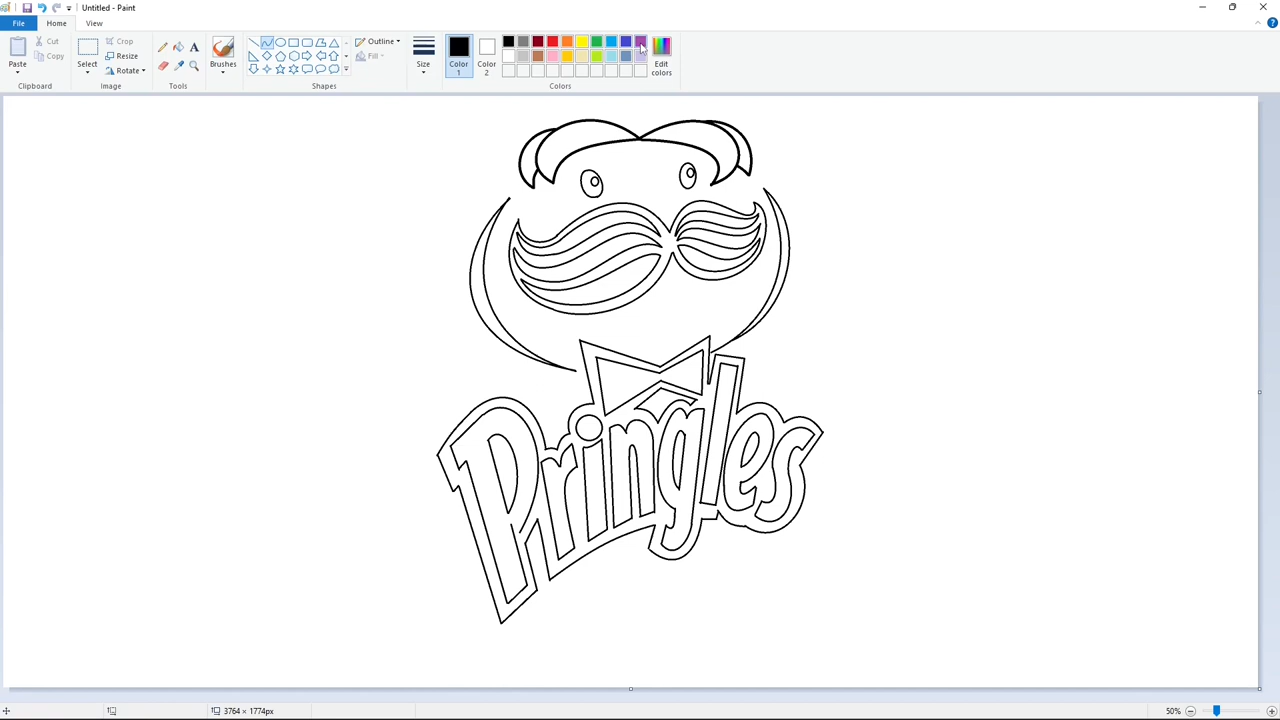 Untitled - Paint
File Home View
Paste
Cut
Copy
Clipboard
Select
Crop
Resize
Rotate
Image
A
Tools
Brushes
Outline
Fill
Shapes
Size
Color 1
Color 2
Edit colors
Colors
Pringles
3764 × 1774px
50%